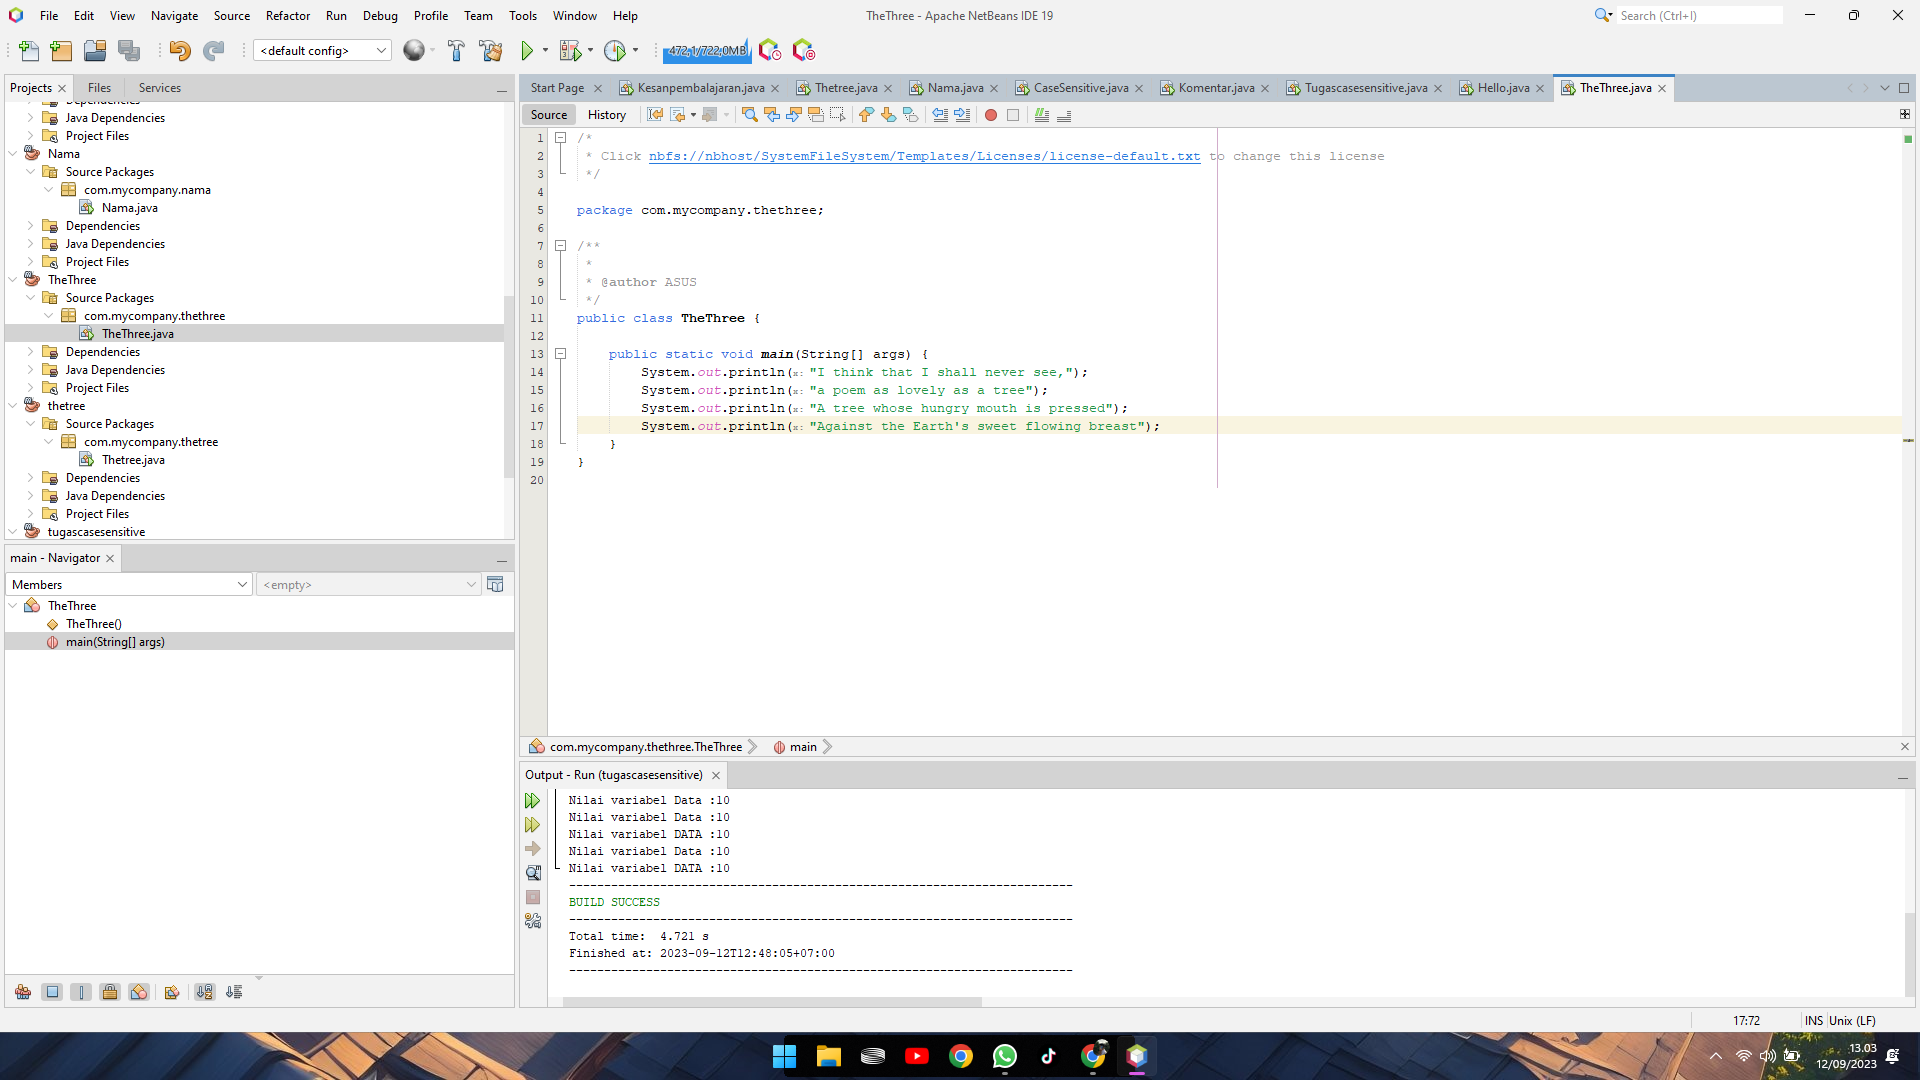 File Edit View Navigate Source Refactor Run Debug Profile Team Tools Window Help
TheThree - Apache NetBeans IDE 19
Search (Ctrl+I)
<default config>
472,1/722,0MB
Projects Files Services
Dependencies
Java Dependencies
Project Files
Nama
Source Packages
com.mycompany.nama
Nama.java
Dependencies
Java Dependencies
Project Files
TheThree
Source Packages
com.mycompany.thethree
TheThree.java
Dependencies
Java Dependencies
Project Files
thetree
Source Packages
com.mycompany.thetree
Thetree.java
Dependencies
Java Dependencies
Project Files
tugascasesensitive
main - Navigator
Members
<empty>
TheThree
TheThree()
main(String[] args)
Start Page Kesanpembalajaran.java Thetree.java Nama.java CaseSensitive.java Komentar.java Tugascasesensitive.java Hello.java TheThree.java
Source History
1 /*
2 * Click nbfs://nbhost/SystemFileSystem/Templates/Licenses/license-default.txt to change this license
3 */
4
5 package com.mycompany.thethree;
6
7 /**
8 *
9 * @author ASUS
10 */
11 public class TheThree {
12
13 public static void main(String[] args) {
14 System.out.println(x: "I think that I shall never see,");
15 System.out.println(x: "a poem as lovely as a tree");
16 System.out.println(x: "A tree whose hungry mouth is pressed");
17 System.out.println(x: "Against the Earth's sweet flowing breast");
18 }
19 }
20
com.mycompany.thethree.TheThree main
Output - Run (tugascasesensitive)
Nilai variabel Data :10
Nilai variabel Data :10
Nilai variabel DATA :10
Nilai variabel Data :10
Nilai variabel DATA :10
------------------------------------------------------------------------
BUILD SUCCESS
------------------------------------------------------------------------
Total time: 4.721 s
Finished at: 2023-09-12T12:48:05+07:00
------------------------------------------------------------------------
17:72
INS
Unix (LF)
13.03
12/09/2023